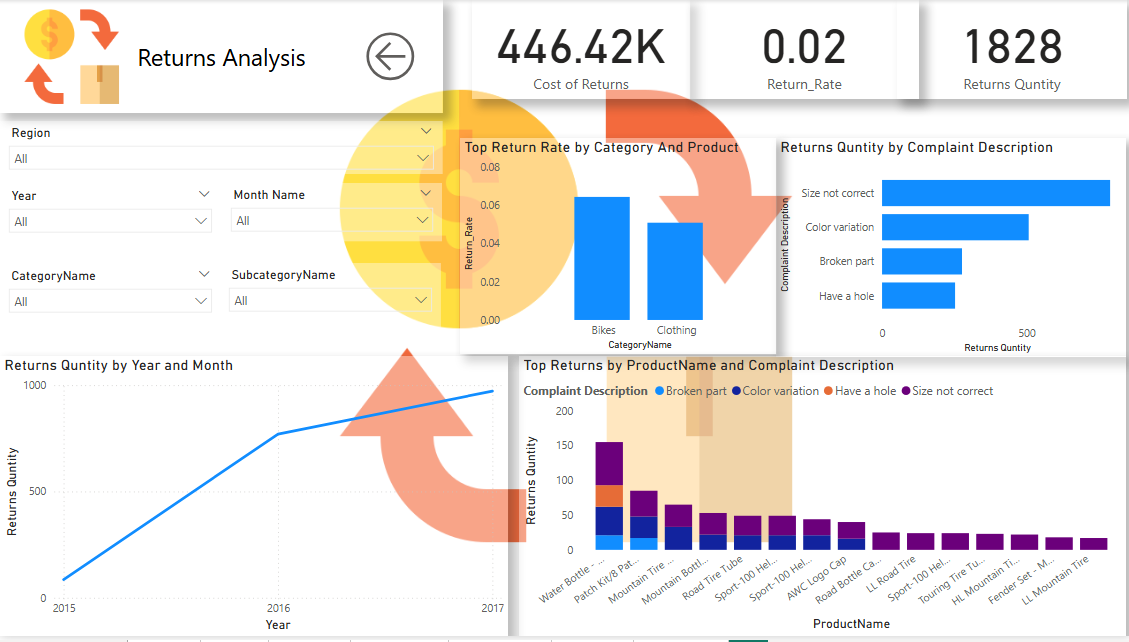 Returns Analysis
446.42K
Cost of Returns
0.02
Return_Rate
1828
Returns Quntity
Region
All
Year
All
Month Name
All
CategoryName
All
SubcategoryName
All
Top Return Rate by Category And Product
Return_Rate
0.08
0.06
0.04
0.02
0.00
Bikes
Clothing
CategoryName
Returns Quntity by Complaint Description
Complaint Description
Size not correct
Color variation
Broken part
Have a hole
0
500
Returns Quntity
Returns Quntity by Year and Month
Returns Quntity
1000
500
0
2015
2016
2017
Year
Top Returns by ProductName and Complaint Description
Complaint Description
Broken part
Color variation
Have a hole
Size not correct
Returns Quntity
200
150
100
50
0
Water Bottle - ...
Patch Kit/8 Pat...
Mountain Tire ...
Mountain Bottl...
Road Tire Tube
Sport-100 Hel...
Sport-100 Hel...
AWC Logo Cap
Road Bottle Ca...
LL Road Tire
Sport-100 Hel...
Touring Tire Tu...
HL Mountain Ti...
Fender Set - M...
LL Mountain Tire
ProductName